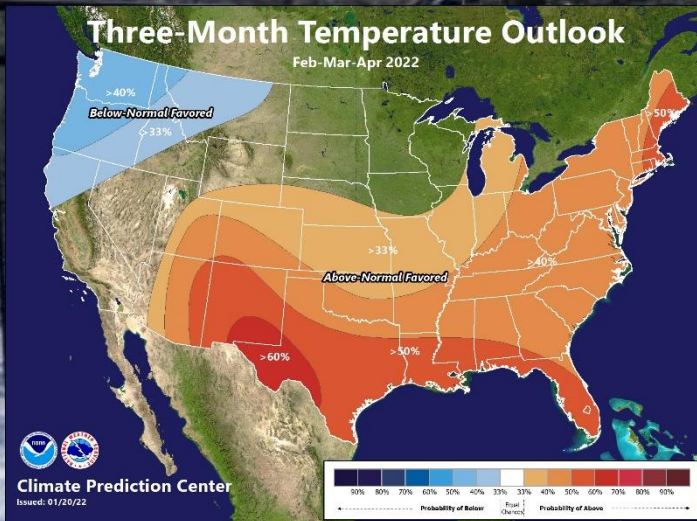 Three-Month Temperature Outlook
Feb-Mar-Apr 2022
>40%
Below-Normal Favored
>33%
>50%
>33%
>40%
Above-Normal Favored
>60%
>50%
NOAA
Climate Prediction Center
Issued: 01/20/22
90% 80% 70% 60% 50% 40% 33% 33% 40% 50% 60% 70% 80% 90%
Probability of Below Equal Chances Probability of Above